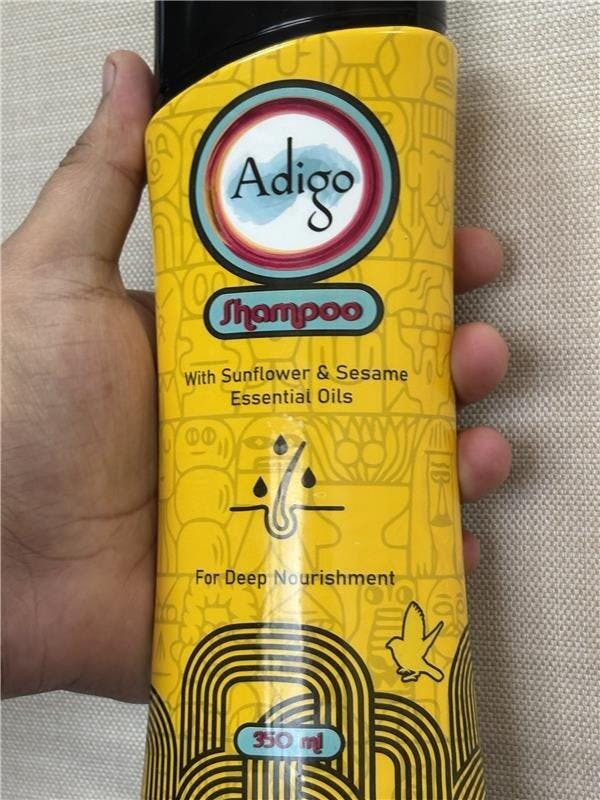 Adigo
Shampoo
With Sunflower & Sesame
Essential Oils
For Deep Nourishment
350 ml